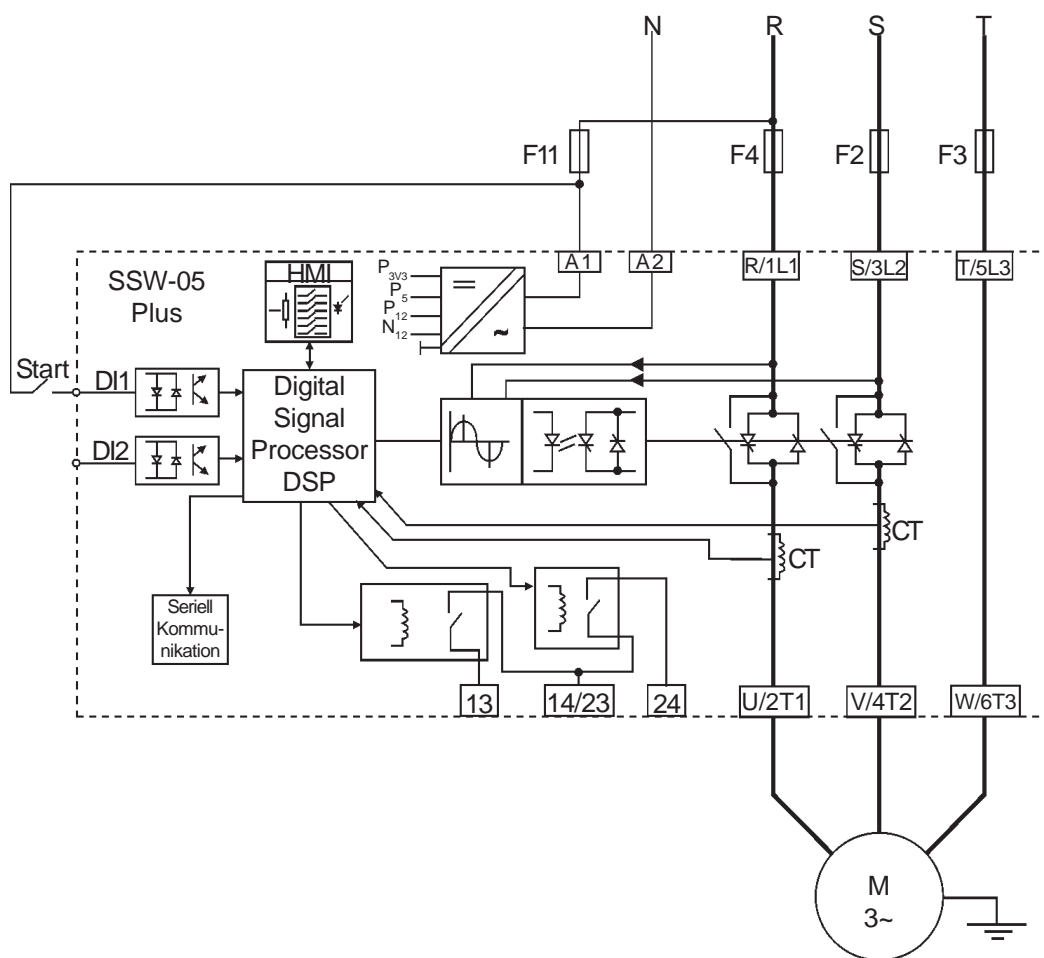 N R S T
F11 F4 F2 F3
A1 A2 R/1L1 S/3L2 T/5L3
SSW-05
Plus
HMI
P3V3
P5
P12
N12
~
Start
DI1
DI2
Digital
Signal
Processor
DSP
CT
CT
Seriell
Kommu-
nikation
13 14/23 24 U/2T1 V/4T2 W/6T3
M
3~